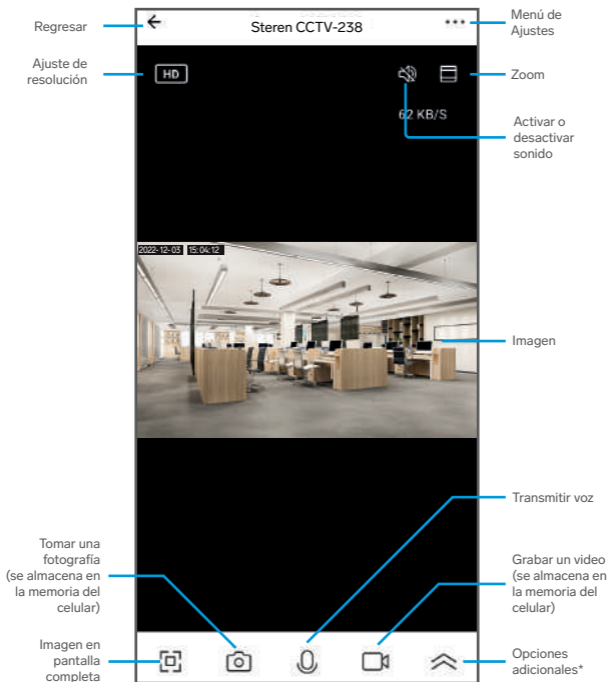 Regresar
Steren CCTV-238
Menú de
Ajustes
Ajuste de
resolución
HD
Zoom
62 KB/S
Activar o
desactivar
sonido
2022-12-03 15:04:12
Imagen
Transmitir voz
Tomar una
fotografía
(se almacena en
la memoria del
celular)
Grabar un video
(se almacena en
la memoria del
celular)
Imagen en
pantalla
completa
Opciones
adicionales*